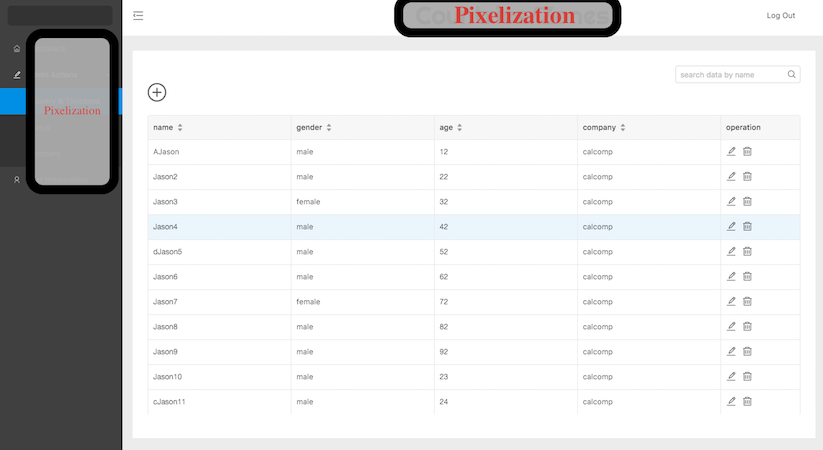 Pixelization
Log Out
Pixelization
search data by name
name gender age company operation
AJason male 12 calcomp
Jason2 male 22 calcomp
Jason3 female 32 calcomp
Jason4 male 42 calcomp
dJason5 male 52 calcomp
Jason6 male 62 calcomp
Jason7 female 72 calcomp
Jason8 male 82 calcomp
Jason9 male 92 calcomp
Jason10 male 23 calcomp
cJason11 male 24 calcomp